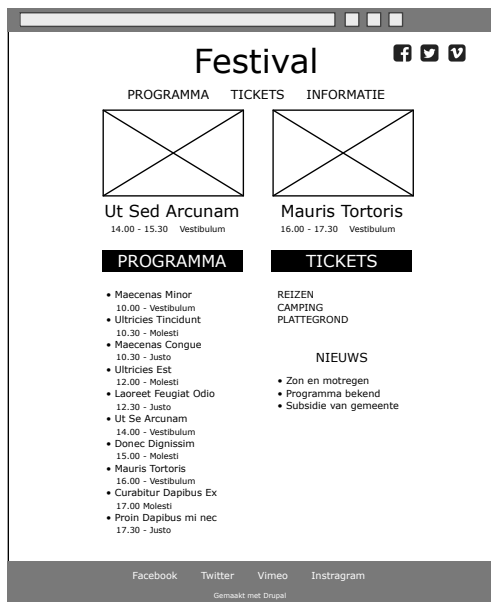 Festival
PROGRAMMA TICKETS INFORMATIE
Ut Sed Arcunam
14.00 - 15.30 Vestibulum
Mauris Tortoris
16.00 - 17.30 Vestibulum
PROGRAMMA
• Maecenas Minor
10.00 - Vestibulum
• Ultricies Tincidunt
10.30 - Molesti
• Maecenas Congue
10.30 - Justo
• Ultricies Est
12.00 - Molesti
• Laoreet Feugiat Odio
12.30 - Justo
• Ut Se Arcunam
14.00 - Vestibulum
• Donec Dignissim
15.00 - Molesti
• Mauris Tortoris
16.00 - Vestibulum
• Curabitur Dapibus Ex
17.00 Molesti
• Proin Dapibus mi nec
17.30 - Justo
TICKETS
REIZEN
CAMPING
PLATTEGROND
NIEUWS
• Zon en motregen
• Programma bekend
• Subsidie van gemeente
Facebook Twitter Vimeo Instragram
Gemaakt met Drupal